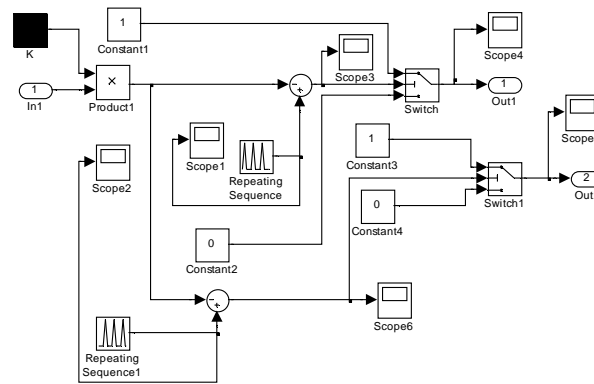 1
Constant1
K
1
In1
×
Product1
Scope3
Scope4
Switch
1
Out1
Scope1
Repeating
Sequence
Scope2
1
Constant3
Scope
Switch1
2
Out
0
Constant4
0
Constant2
Scope6
Repeating
Sequence1